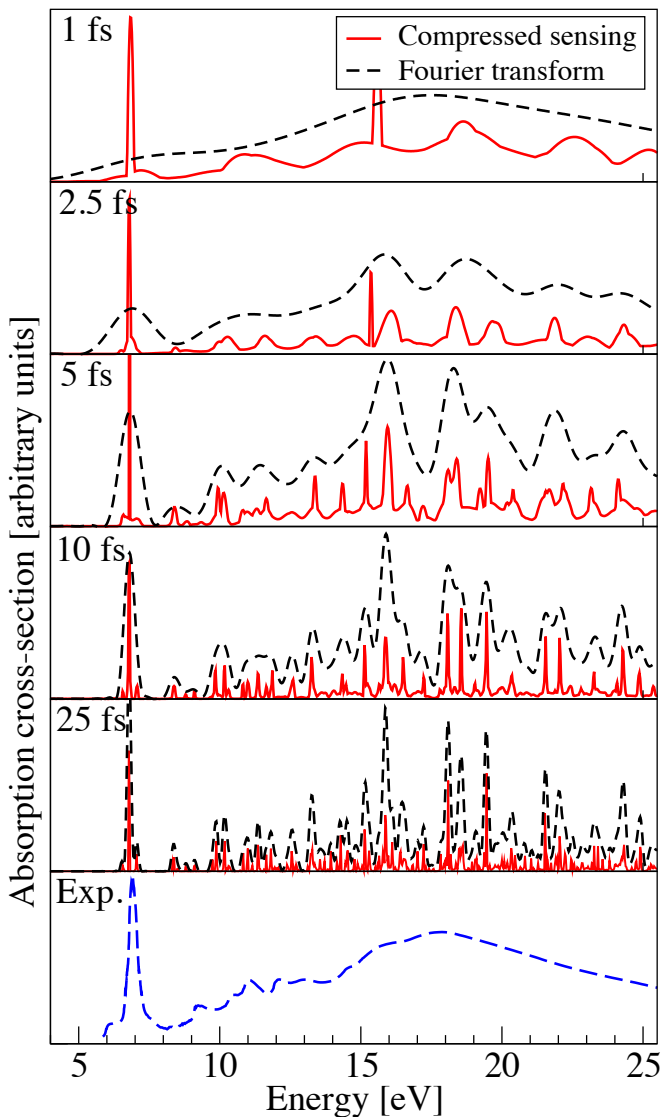 1 fs
Compressed sensing
Fourier transform
2.5 fs
5 fs
10 fs
25 fs
Exp.
Absorption cross-section [arbitrary units]
5 10 15 20 25
Energy [eV]